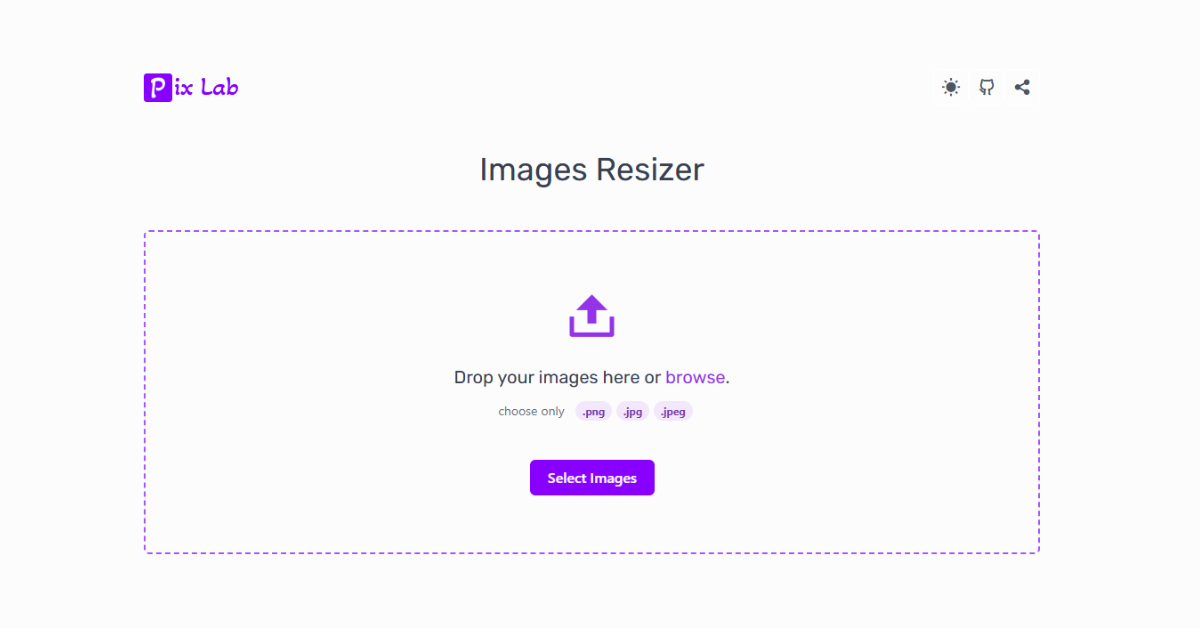 Pix Lab
Images Resizer
Drop your images here or browse.
choose only .png .jpg .jpeg
Select Images